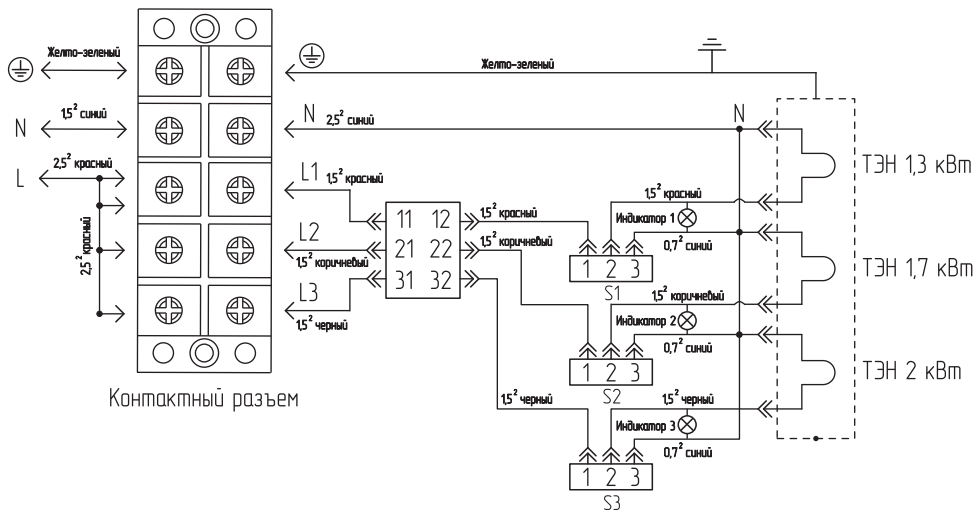 Желто-зеленый
Желто-зеленый
N
1,5² синий
N
2,5² синий
N
L
2,5² красный
2,5² красный
L1
1,5² красный
L2
1,5² коричневый
L3
1,5² черный
11 12
21 22
31 32
1,5² красный
1,5² коричневый
1,5² черный
1,5² красный
Индикатор 1
0,7² синий
1 2 3
S1
1,5² коричневый
Индикатор 2
0,7² синий
1 2 3
S2
1,5² черный
Индикатор 3
0,7² синий
1 2 3
S3
ТЭН 1,3 кВт
ТЭН 1,7 кВт
ТЭН 2 кВт
Контактный разъем